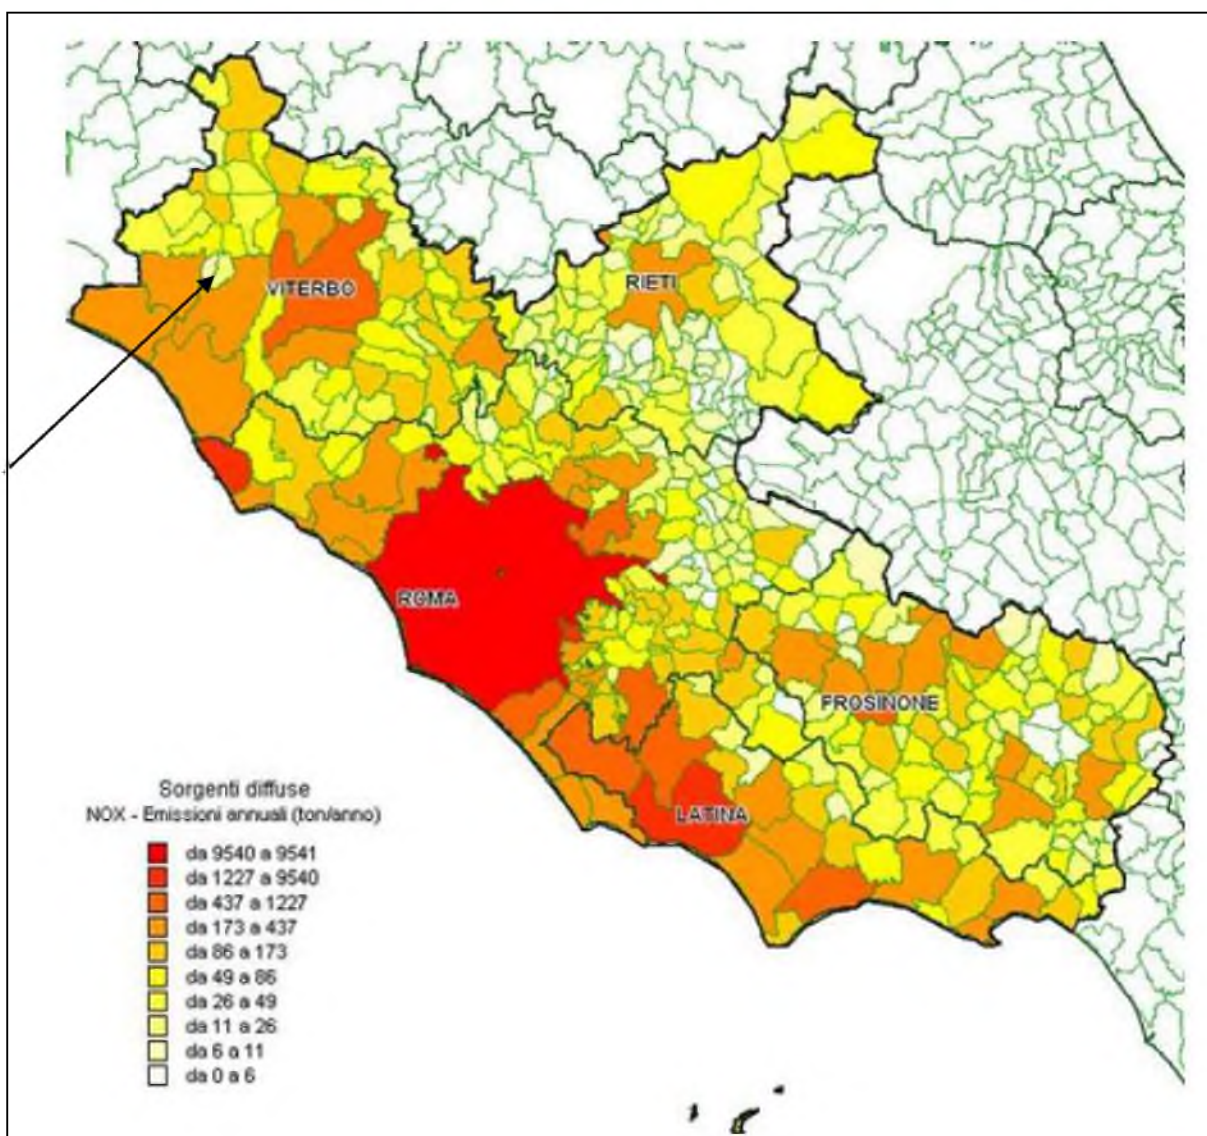 VITERBO
RIETI
ROMA
FROSINONE
LATINA
Sorgenti diffuse
NOX - Emissioni annuali (ton/anno)
da 9540 a 9541
da 1227 a 9540
da 437 a 1227
da 173 a 437
da 86 a 173
da 49 a 86
da 26 a 49
da 11 a 26
da 6 a 11
da 0 a 6